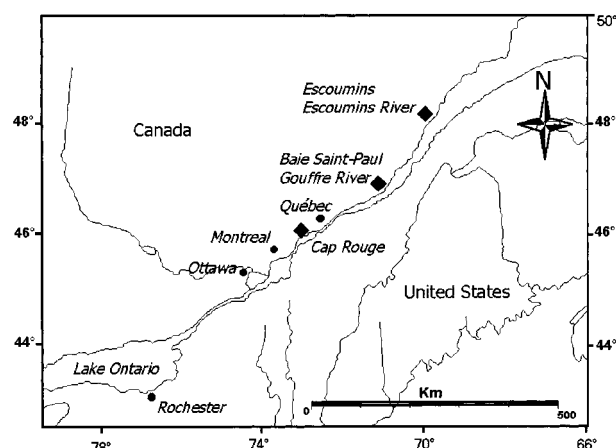 50°
N
Escoumins
Escoumins River
48°
Canada
48°
Baie Saint-Paul
Gouffre River
Québec
46°
Montreal
Cap Rouge
46°
Ottawa
United States
44°
44°
Lake Ontario
Km
Rochester
0
500
78°
74°
70°
66°